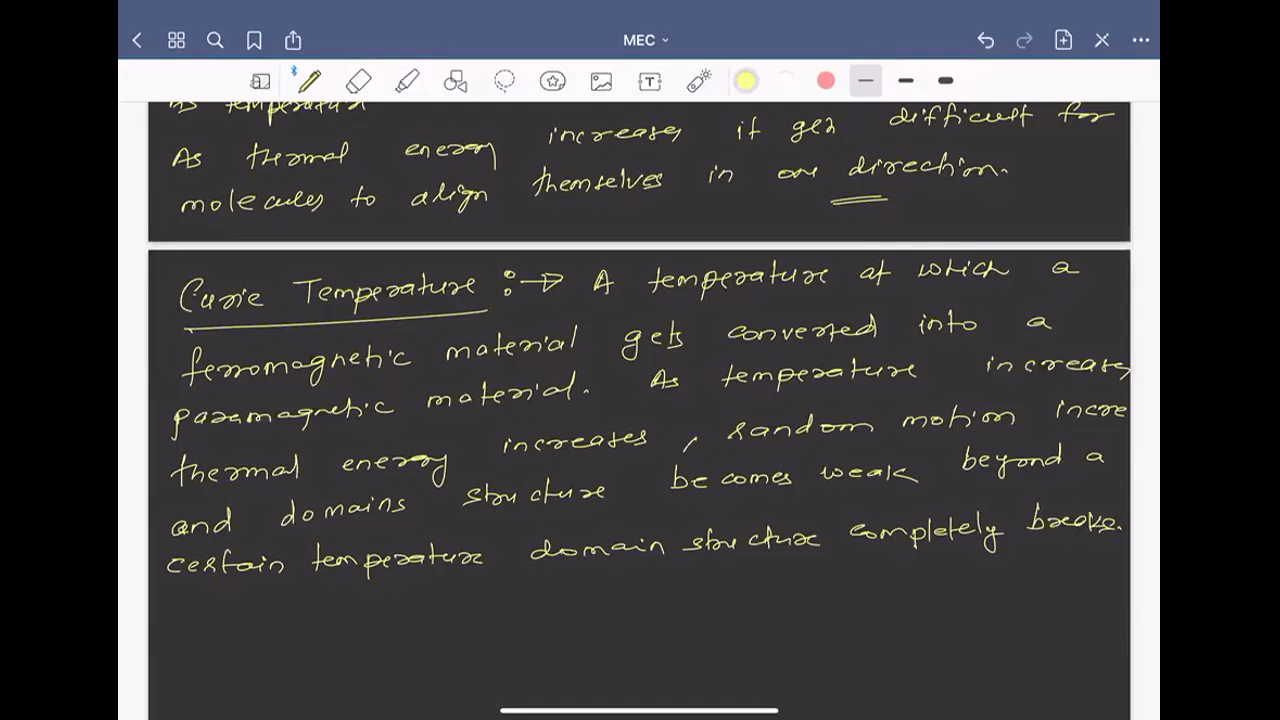 MEC
As temperature
As thermal energy increases it gets difficult for
molecules to align themselves in one direction.
Curie Temperature :→ A temperature at which a
ferromagnetic material gets converted into a
paramagnetic material. As temperature increases
thermal energy increases, random motion incre
and domains structure becomes weak beyond a
certain temperature domain structure completely breaks.